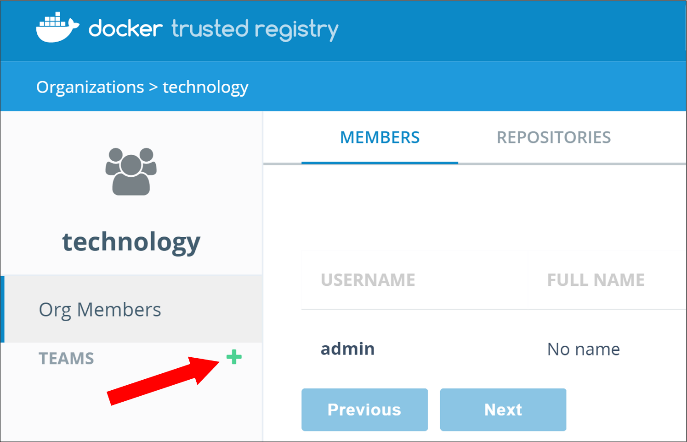 docker trusted registry
Organizations > technology
MEMBERS REPOSITORIES
technology
USERNAME FULL NAME
Org Members
admin No name
TEAMS +
Previous Next